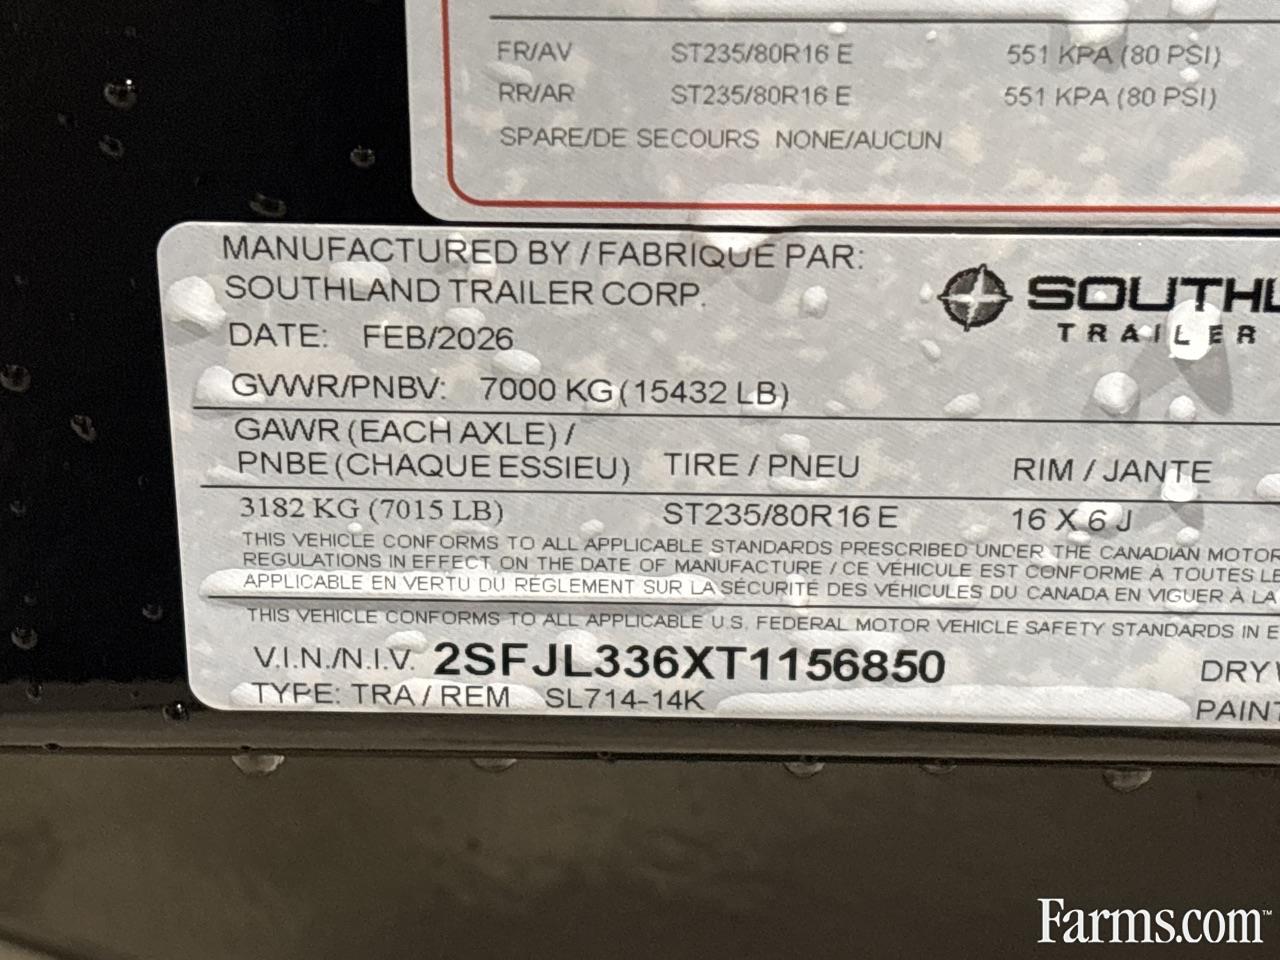 FR/AV ST235/80R16 E 551 KPA (80 PSI)
RR/AR ST235/80R16 E 551 KPA (80 PSI)
SPARE/DE SECOURS NONE/AUCUN
MANUFACTURED BY / FABRIQUE PAR:
SOUTHLAND TRAILER CORP.
SOUTHL
TRAILER
DATE: FEB/2026
GVWR/PNBV: 7000 KG (15432 LB)
GAWR (EACH AXLE) /
PNBE (CHAQUE ESSIEU) TIRE / PNEU RIM / JANTE
3182 KG (7015 LB) ST235/80R16 E 16 X 6 J
THIS VEHICLE CONFORMS TO ALL APPLICABLE STANDARDS PRESCRIBED UNDER THE CANADIAN MOTOR
REGULATIONS IN EFFECT ON THE DATE OF MANUFACTURE / CE VÉHICULE EST CONFORME À TOUTES LE
APPLICABLE EN VERTU DU RÉGLEMENT SUR LA SÉCURITÉ DES VÉHICULES DU CANADA EN VIGUER À LA
THIS VEHICLE CONFORMS TO ALL APPLICABLE U.S. FEDERAL MOTOR VEHICLE SAFETY STANDARDS IN E
V.I.N./N.I.V. 2SFJL336XT1156850 DRY
TYPE: TRA / REM SL714-14K PAINT
Farms.com™